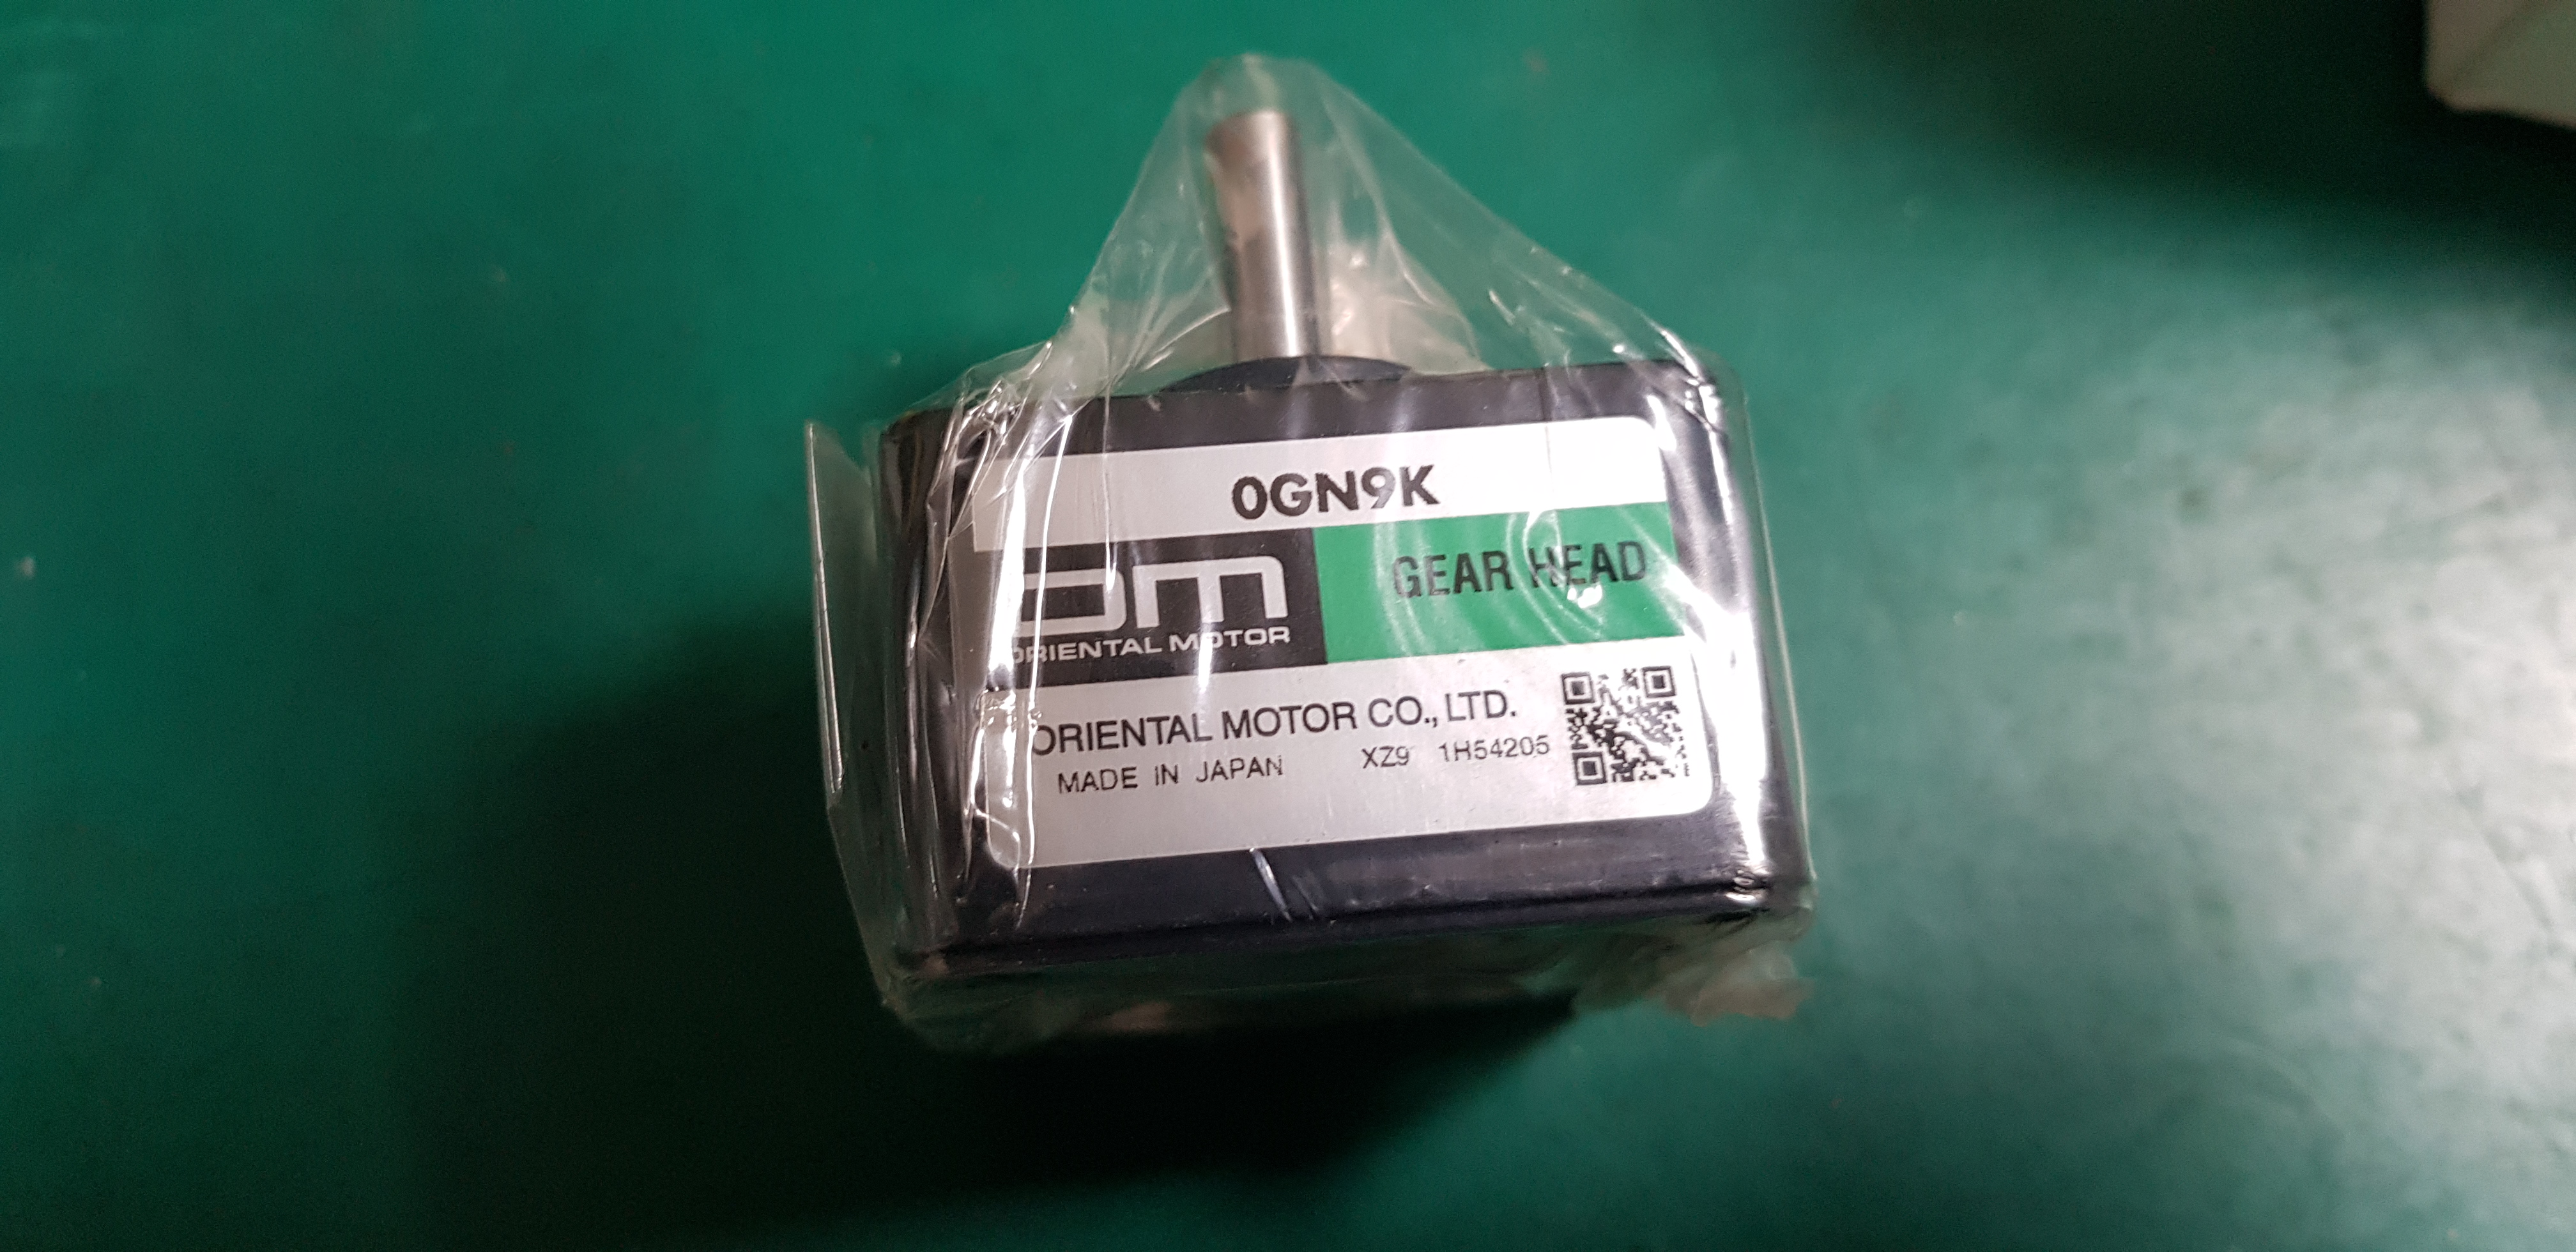 0GN9K
om
GEAR HEAD
ORIENTAL MOTOR
ORIENTAL MOTOR CO., LTD.
MADE IN JAPAN XZ9 1H54205